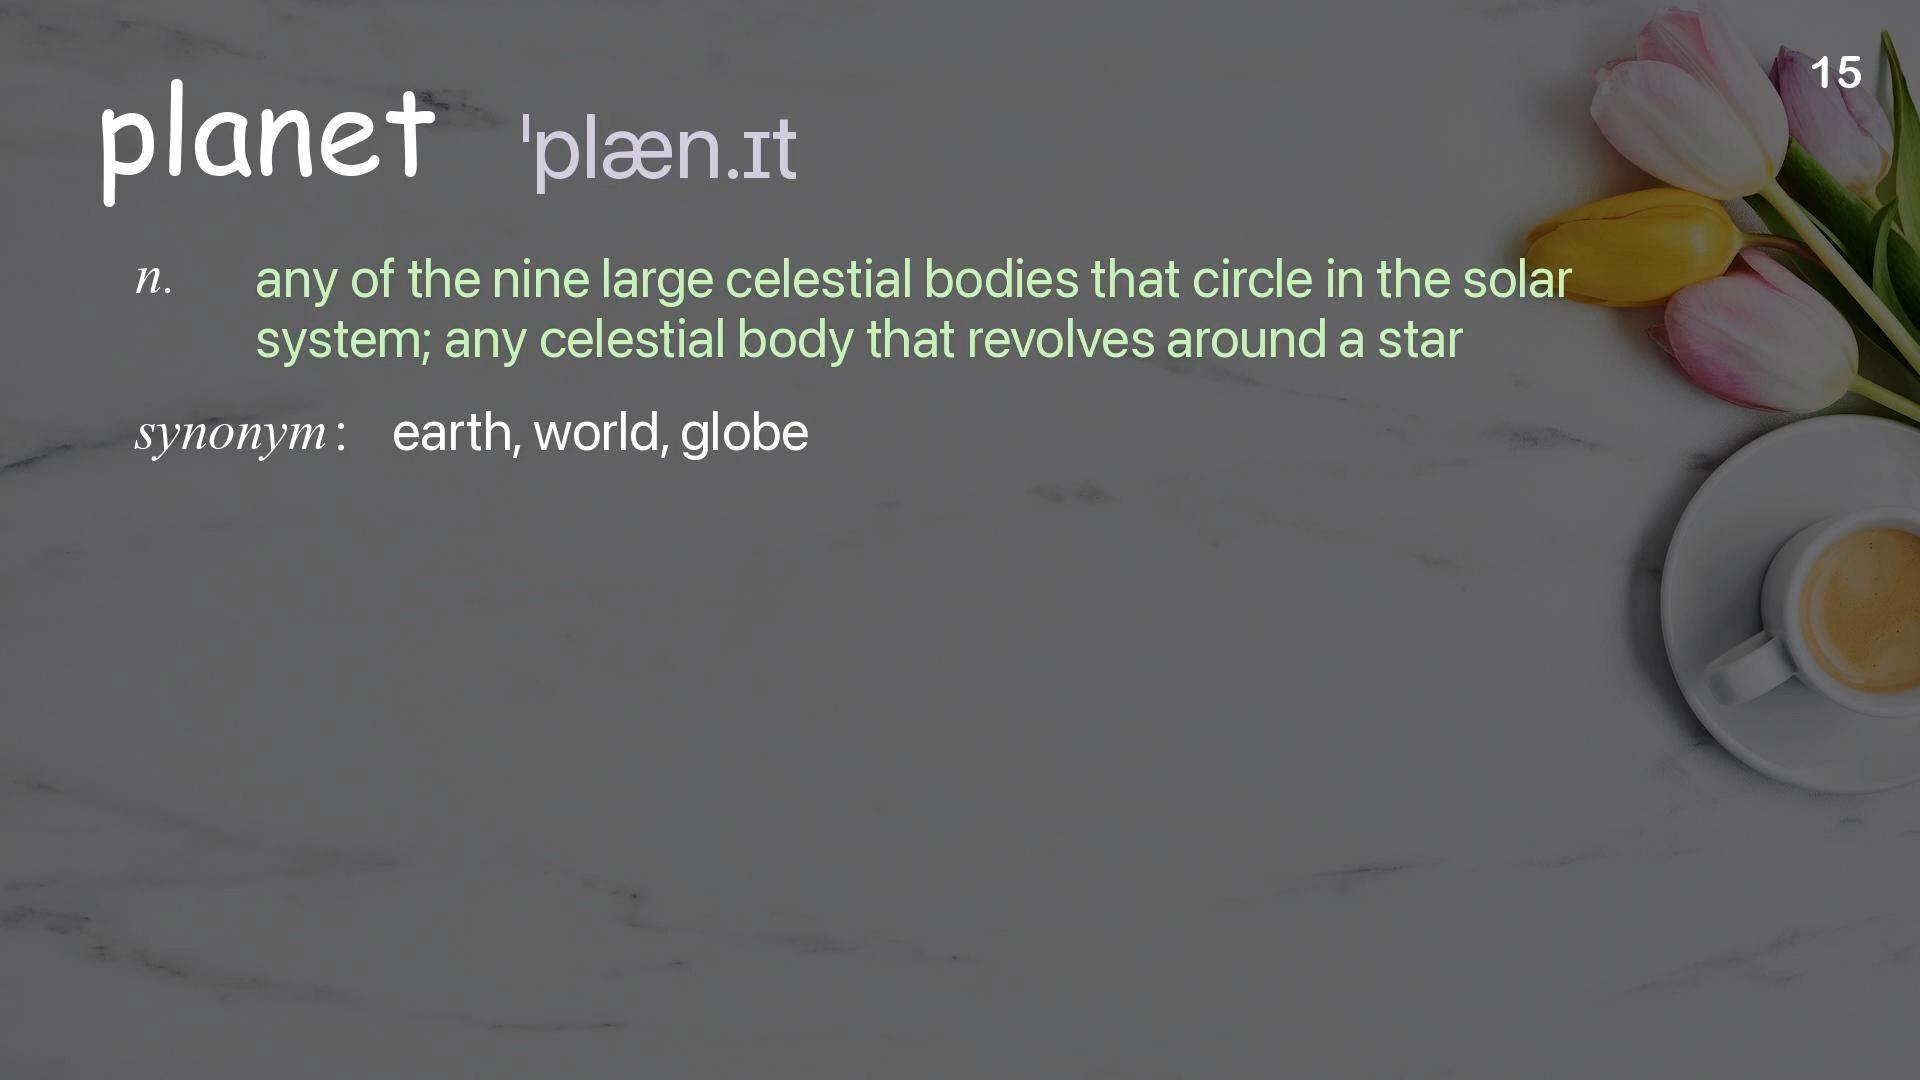 15
planet ˈplæn.ɪt
n. any of the nine large celestial bodies that circle in the solar
system; any celestial body that revolves around a star
synonym: earth, world, globe